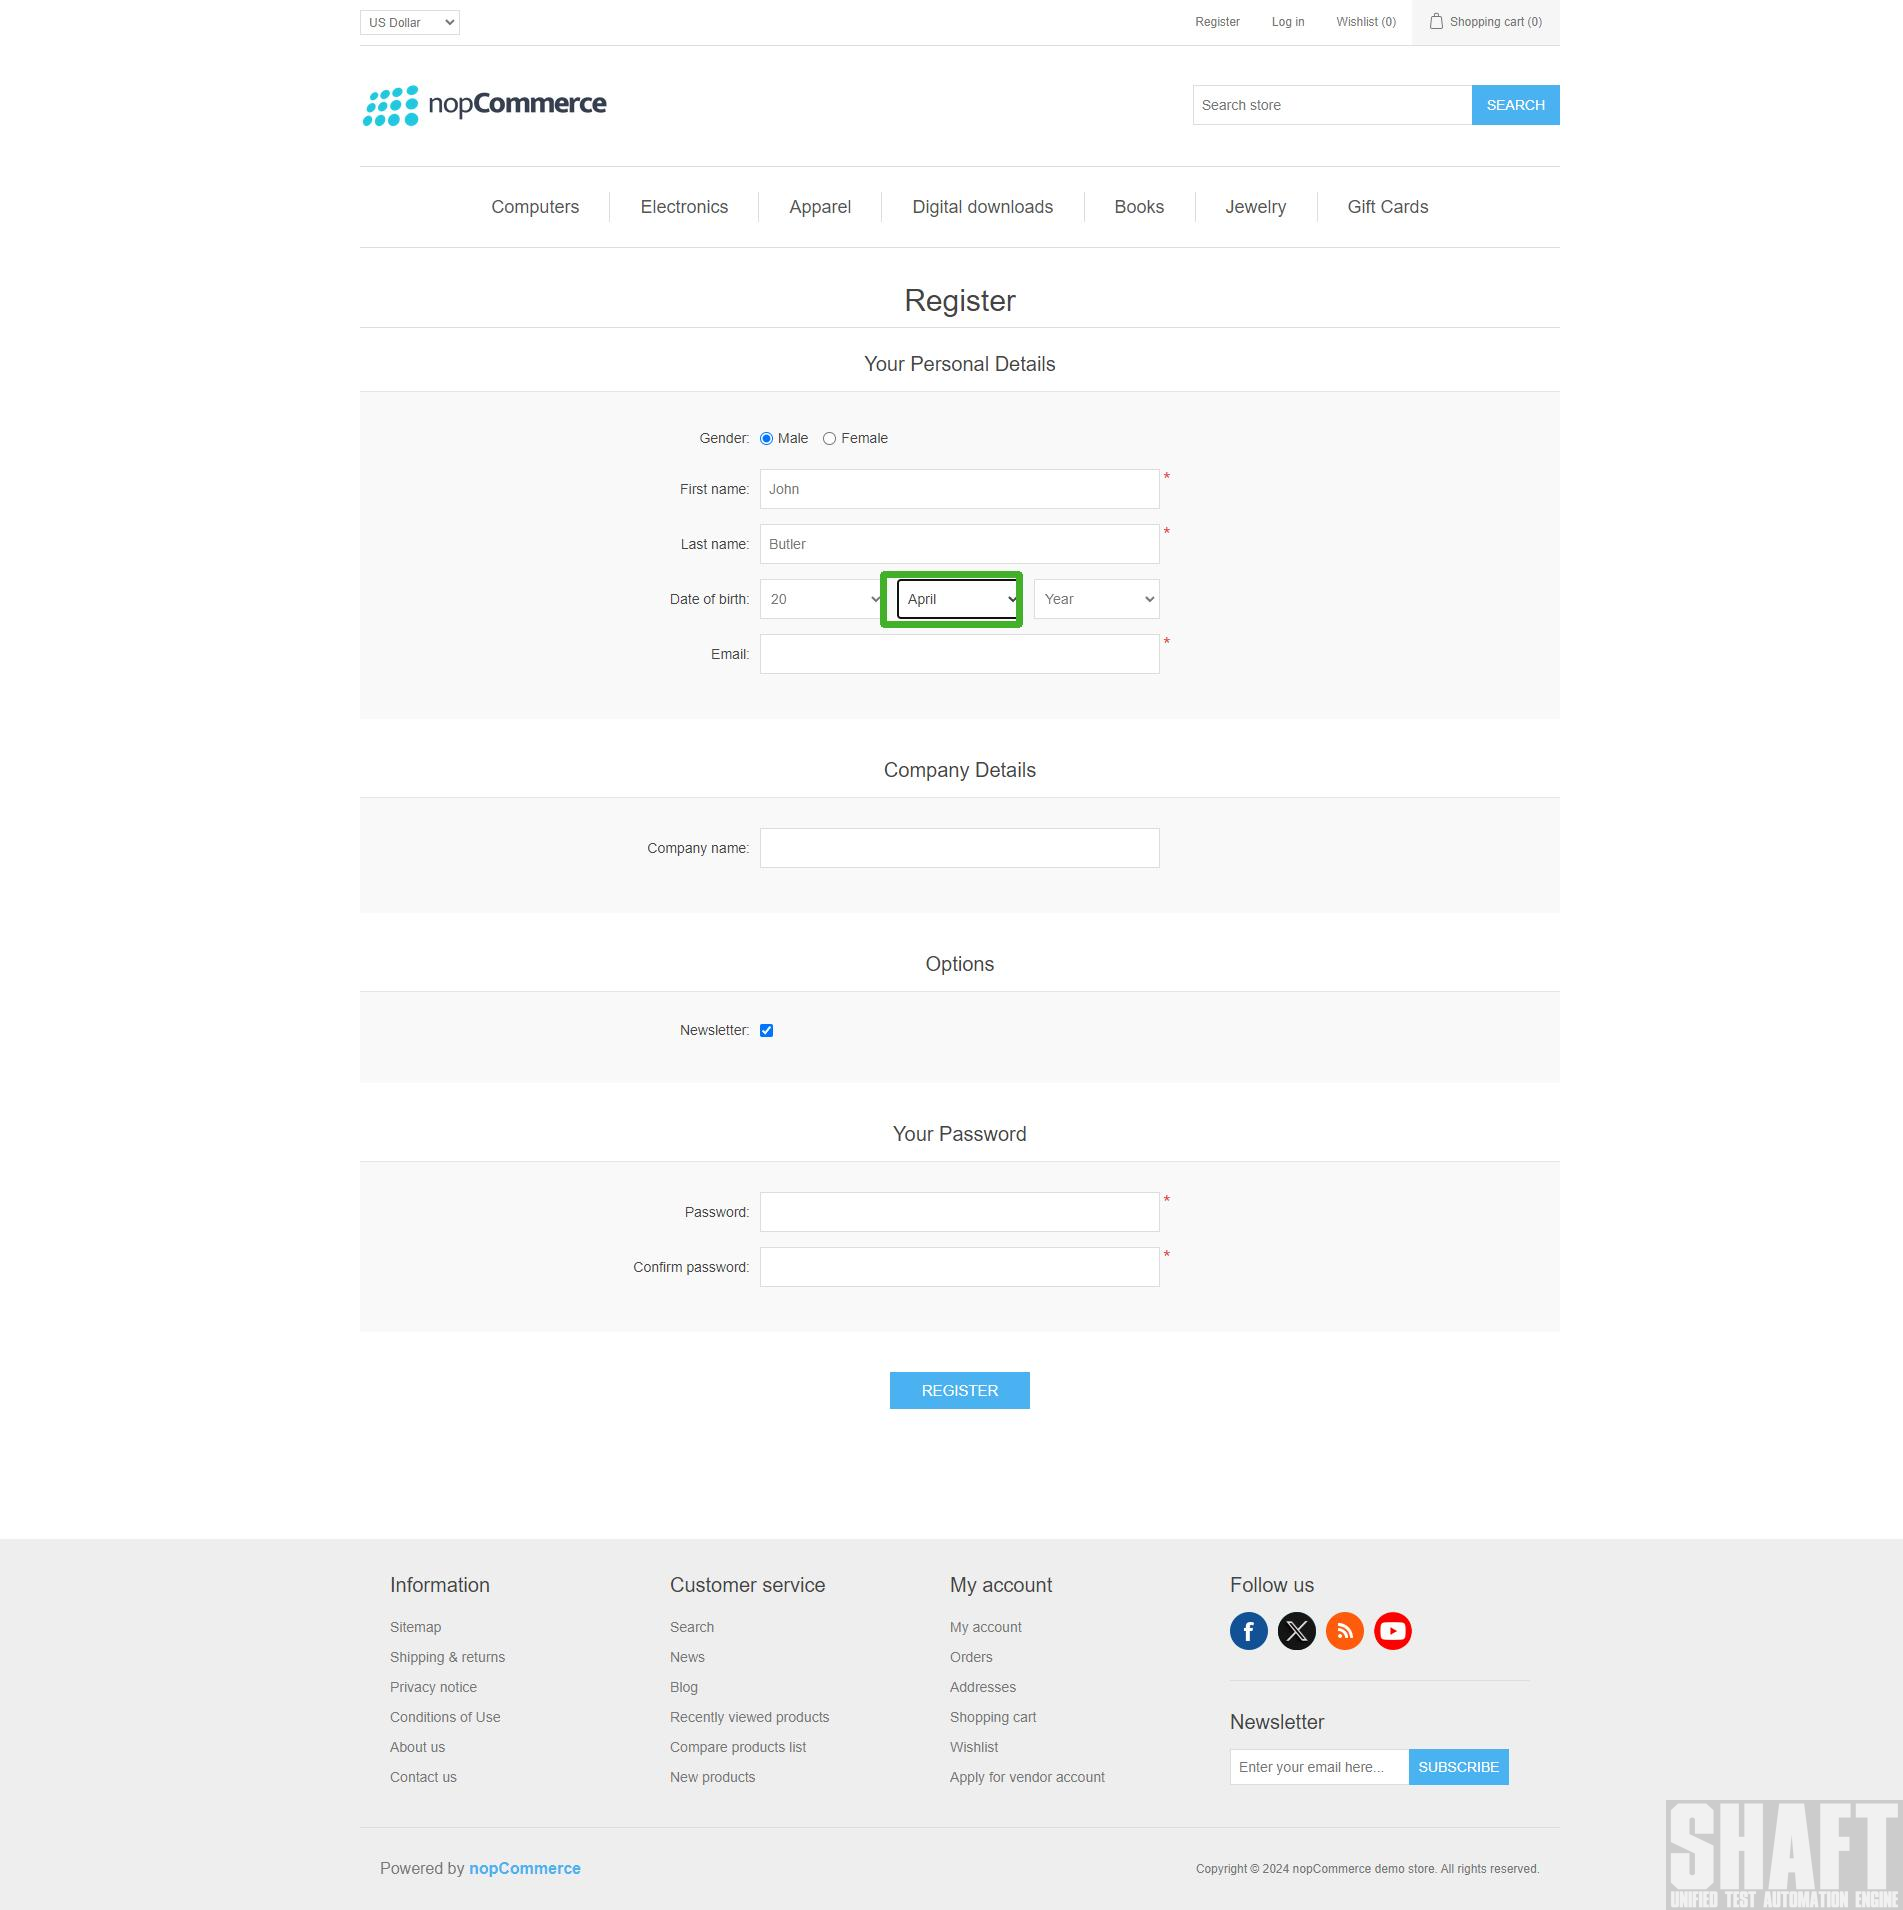 US Dollar
Register
Log in
Wishlist (0)
Shopping cart (0)
nopCommerce
Search store
SEARCH
Computers
Electronics
Apparel
Digital downloads
Books
Jewelry
Gift Cards
Register
Your Personal Details
Gender: Male Female
First name: John *
Last name: Butler *
Date of birth: 20 April Year
Email: *
Company Details
Company name:
Options
Newsletter:
Your Password
Password: *
Confirm password: *
REGISTER
Information
Sitemap
Shipping & returns
Privacy notice
Conditions of Use
About us
Contact us
Customer service
Search
News
Blog
Recently viewed products
Compare products list
New products
My account
My account
Orders
Addresses
Shopping cart
Wishlist
Apply for vendor account
Follow us
Newsletter
Enter your email here...
SUBSCRIBE
Powered by nopCommerce
Copyright © 2024 nopCommerce demo store. All rights reserved.
SHAFT
UNIFIED TEST AUTOMATION ENGINE